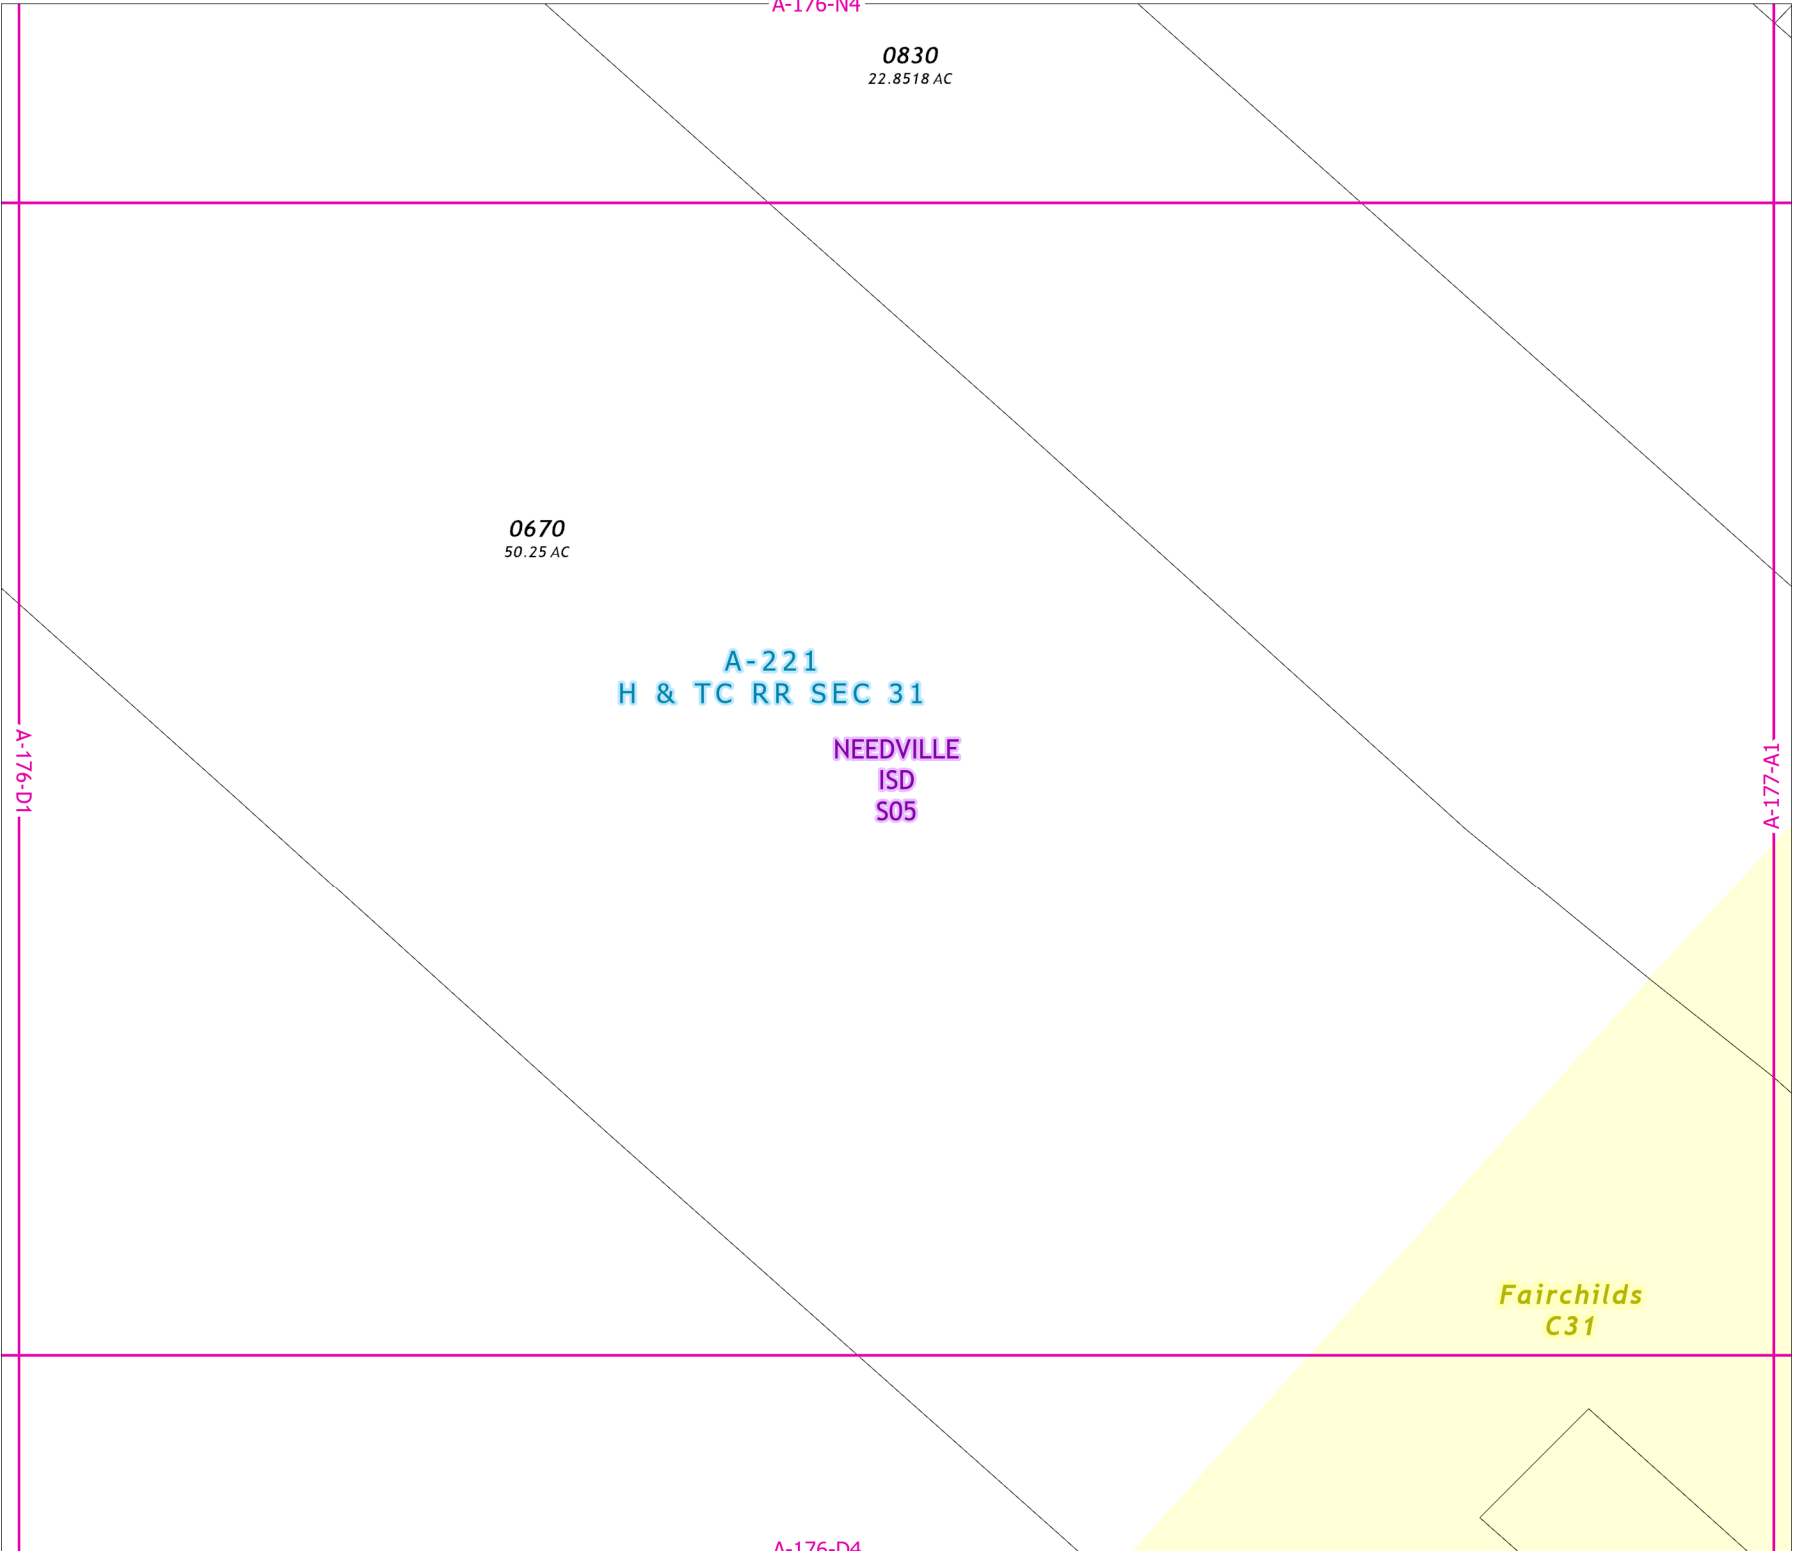 A-176-N4
0830
22.8518 AC
0670
50.25 AC
A-221
H & TC RR SEC 31
NEEDVILLE
ISD
S05
A-176-D1
A-177-A1
Fairchilds
C31
A-176-D4